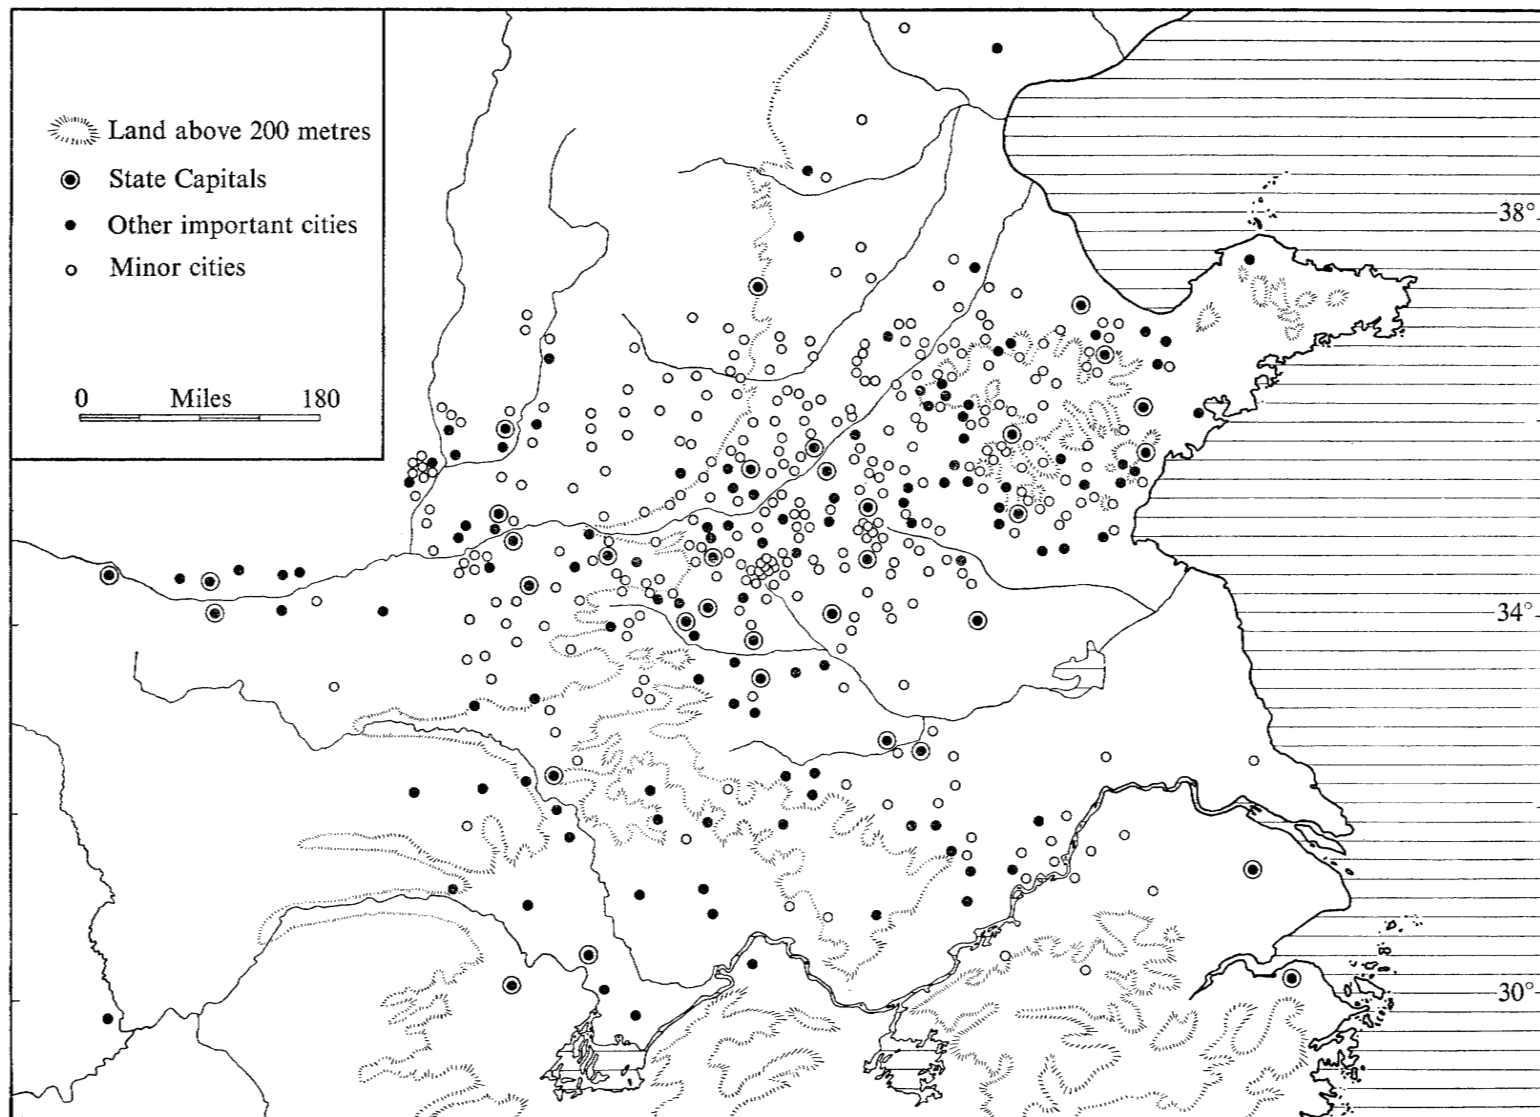 Land above 200 metres
State Capitals
Other important cities
Minor cities
0 Miles 180
38°
34°
30°